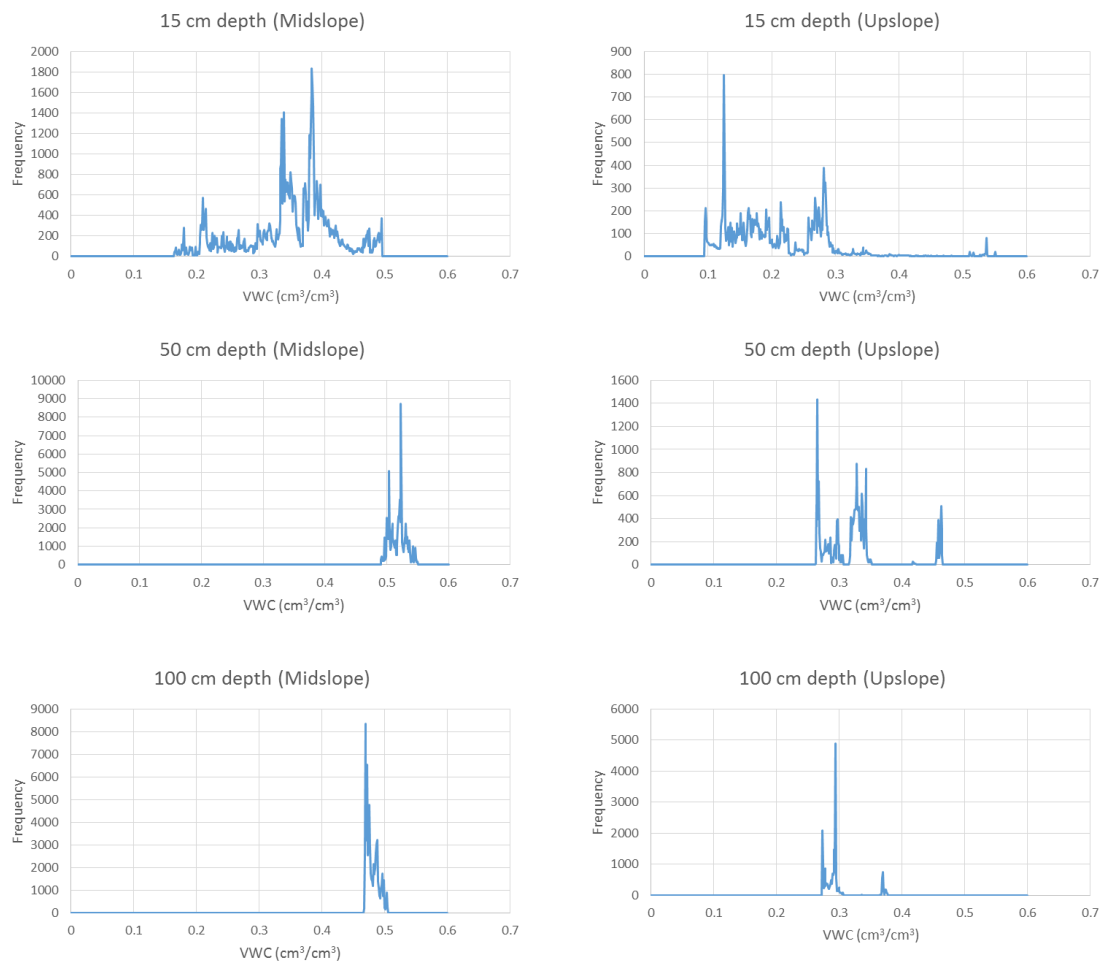 15 cm depth (Midslope)
2000
1800
1600
1400
1200
1000
800
600
400
200
0
Frequency
0 0.1 0.2 0.3 0.4 0.5 0.6 0.7
VWC (cm³/cm³)
15 cm depth (Upslope)
900
800
700
600
500
400
300
200
100
0
Frequency
0 0.1 0.2 0.3 0.4 0.5 0.6 0.7
VWC (cm³/cm³)
50 cm depth (Midslope)
10000
9000
8000
7000
6000
5000
4000
3000
2000
1000
0
Frequency
0 0.1 0.2 0.3 0.4 0.5 0.6 0.7
VWC (cm³/cm³)
50 cm depth (Upslope)
1600
1400
1200
1000
800
600
400
200
0
Frequency
0 0.1 0.2 0.3 0.4 0.5 0.6 0.7
VWC (cm³/cm³)
100 cm depth (Midslope)
9000
8000
7000
6000
5000
4000
3000
2000
1000
0
Frequency
0 0.1 0.2 0.3 0.4 0.5 0.6 0.7
VWC (cm³/cm³)
100 cm depth (Upslope)
6000
5000
4000
3000
2000
1000
0
Frequency
0 0.1 0.2 0.3 0.4 0.5 0.6 0.7
VWC (cm³/cm³)